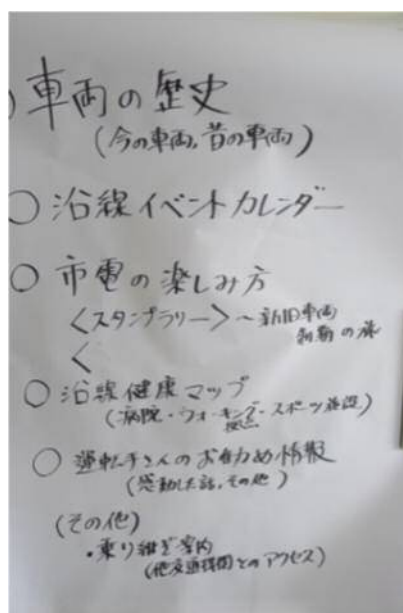 ○車両の歴史
(今の車両,昔の車両)
○沿線イベントカレンダー
○市電の楽しみ方
<スタンプラリー>~新旧車両
の旅
<
○沿線健康マップ
(病院・ウォーキング・スポーツ施設)
拠点
○運転手さんのお勧め情報
(感動した話,その他)
(その他)
・乗り継ぎ案内
(他交通機関とのアクセス)